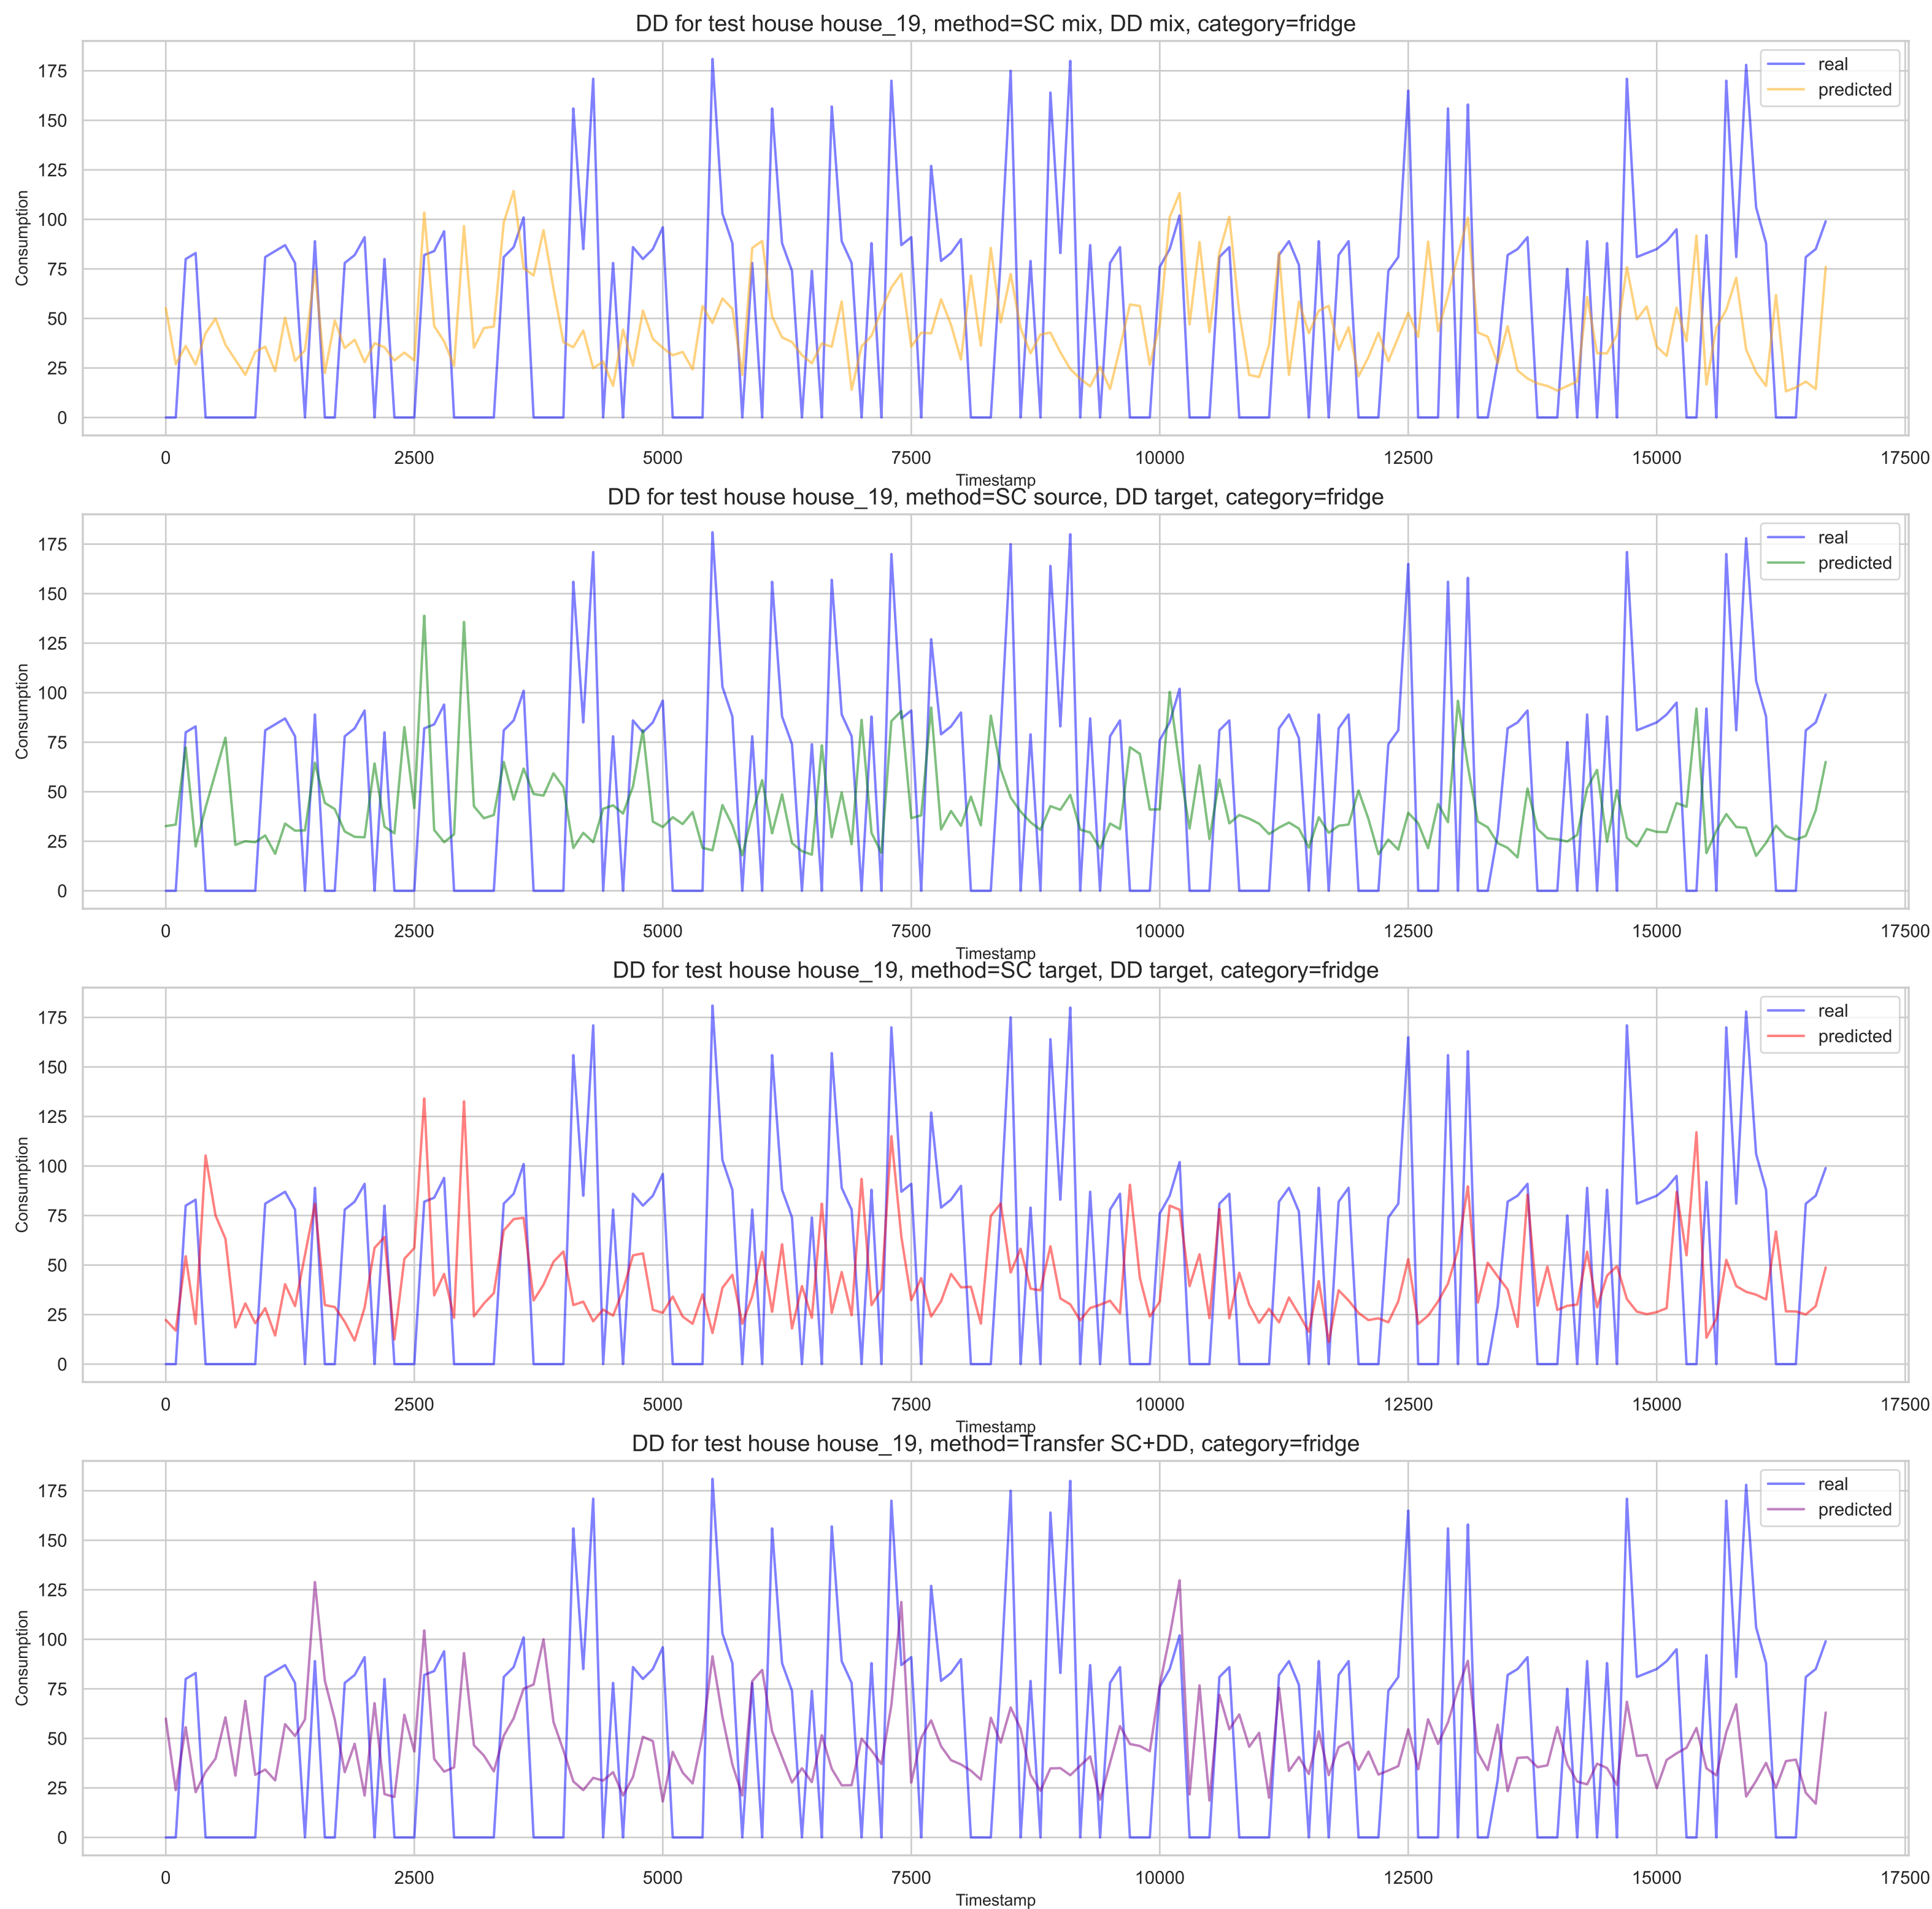 DD for test house house_19, method=SC mix, DD mix, category=fridge
real
predicted
Consumption
175
150
125
100
75
50
25
0
0 2500 5000 7500 10000 12500 15000 17500
Timestamp
DD for test house house_19, method=SC source, DD target, category=fridge
real
predicted
Consumption
175
150
125
100
75
50
25
0
0 2500 5000 7500 10000 12500 15000 17500
Timestamp
DD for test house house_19, method=SC target, DD target, category=fridge
real
predicted
Consumption
175
150
125
100
75
50
25
0
0 2500 5000 7500 10000 12500 15000 17500
Timestamp
DD for test house house_19, method=Transfer SC+DD, category=fridge
real
predicted
Consumption
175
150
125
100
75
50
25
0
0 2500 5000 7500 10000 12500 15000 17500
Timestamp